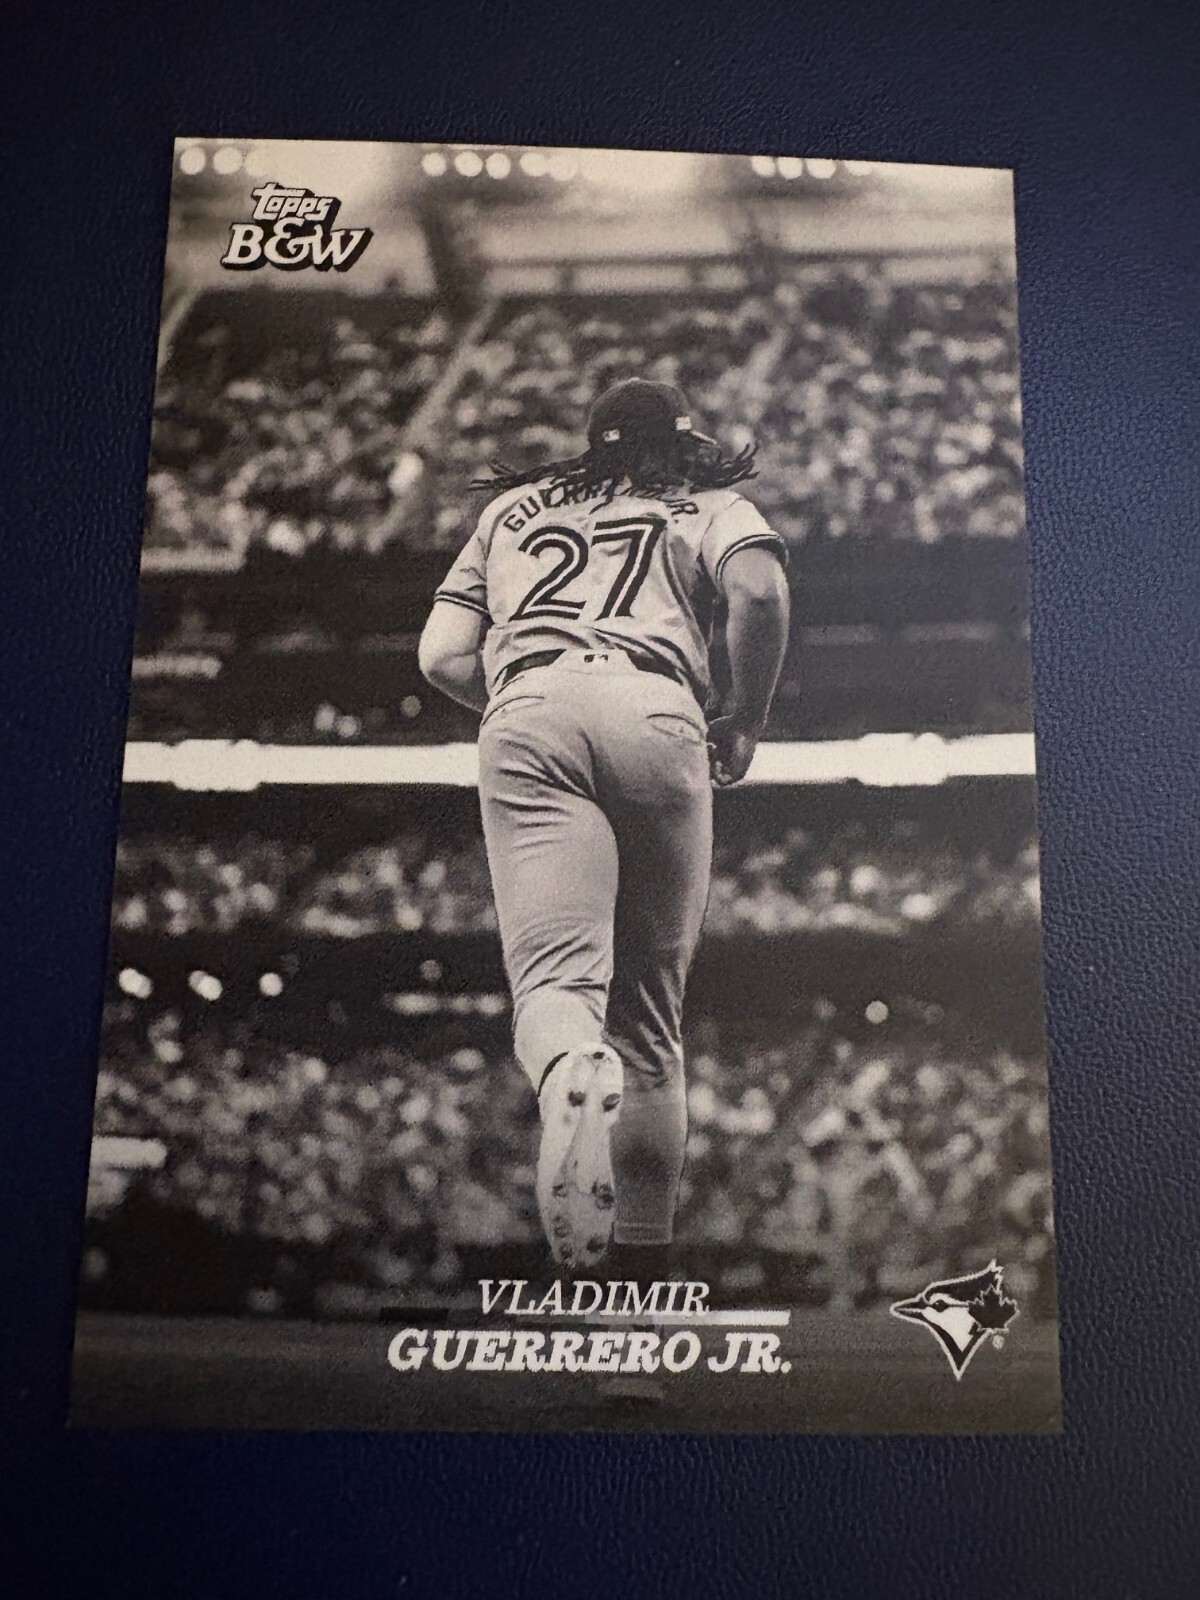 Topps
B&W
GUERRERO JR.
27
VLADIMIR
GUERRERO JR.
®